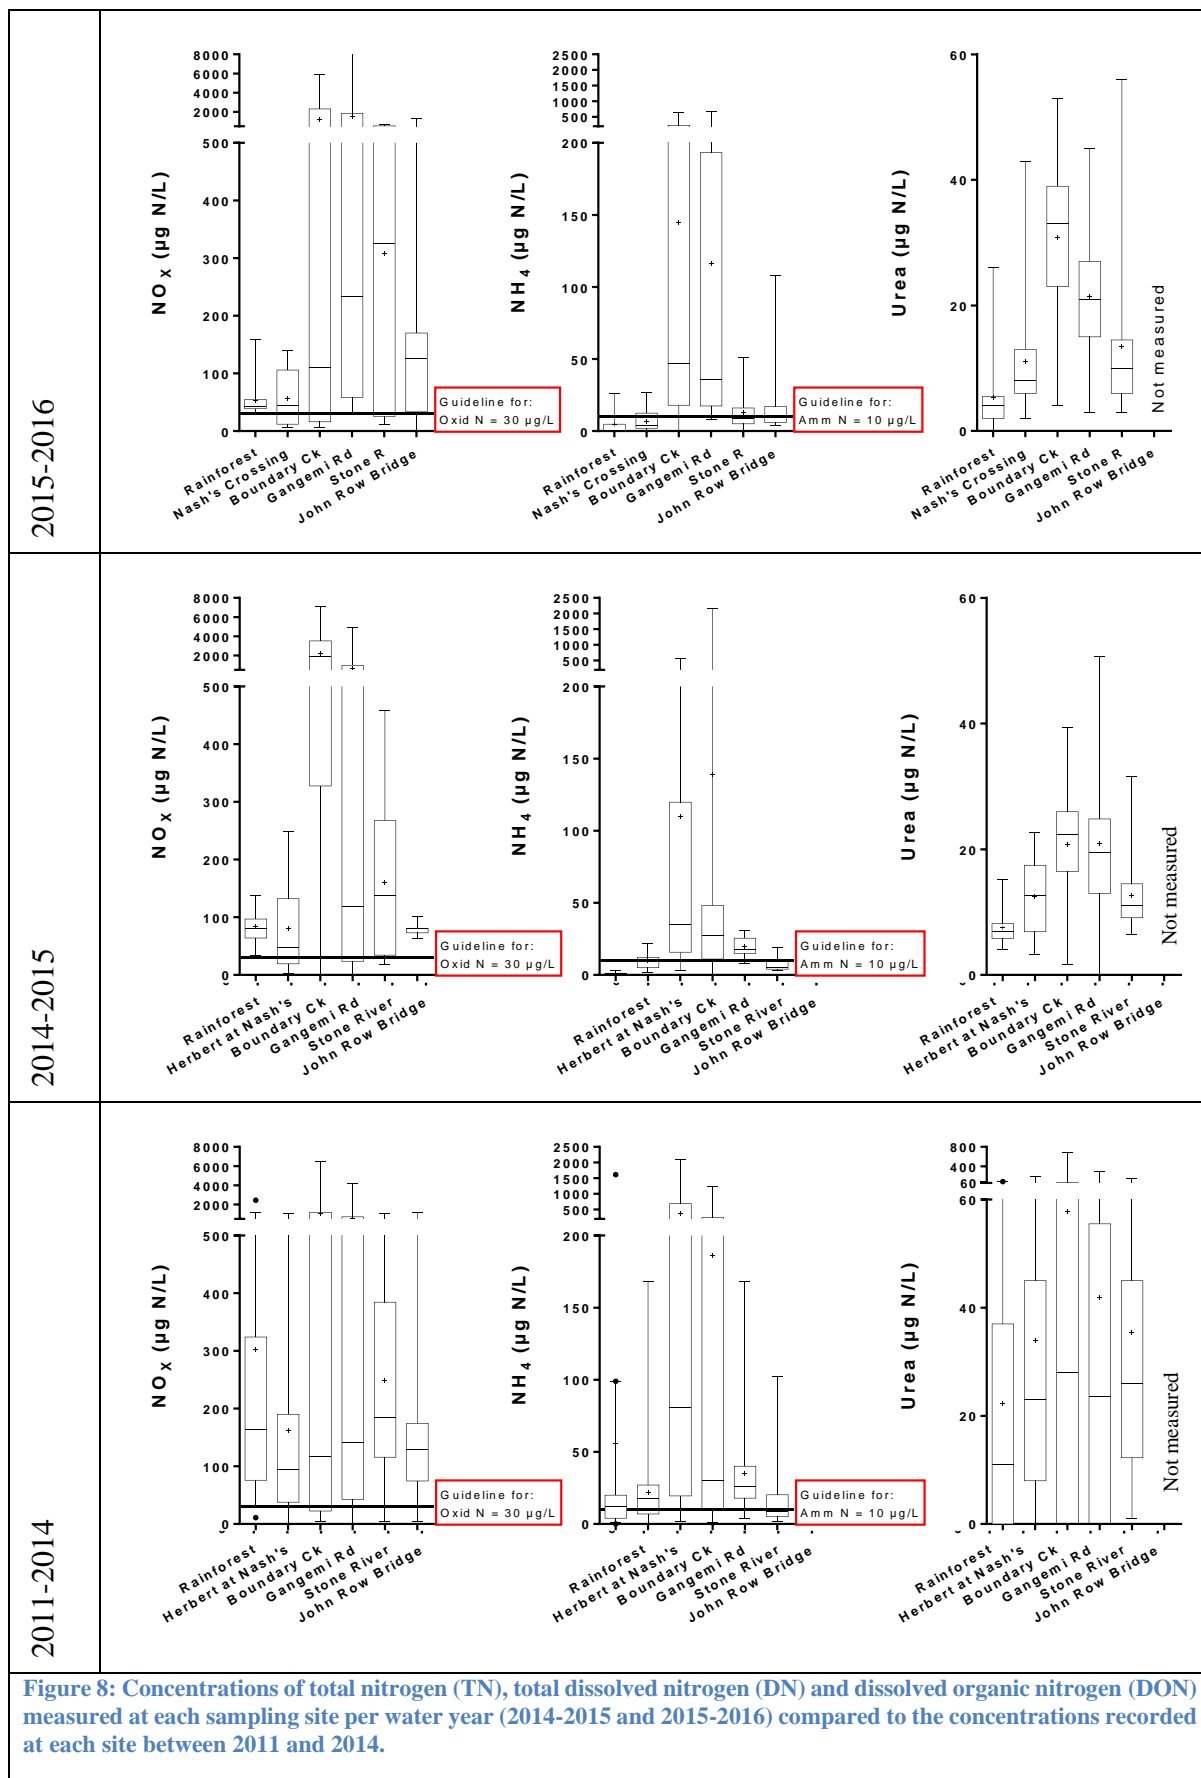 2015-2016
NOX (µg N/L)
8000
6000
4000
2000
500
400
300
200
100
0
Rainforest
Nash's Crossing
Boundary Ck
Gangemi Rd
Stone R
John Row Bridge
Guideline for:
Oxid N = 30 µg/L
NH4 (µg N/L)
2500
2000
1500
1000
500
200
150
100
50
0
Rainforest
Nash's Crossing
Boundary Ck
Gangemi Rd
Stone R
John Row Bridge
Guideline for:
Amm N = 10 µg/L
Urea (µg N/L)
60
40
20
0
Not measured
Rainforest
Nash's Crossing
Boundary Ck
Gangemi Rd
Stone R
John Row Bridge
2014-2015
NOX (µg N/L)
8000
6000
4000
2000
500
400
300
200
100
0
Rainforest
Herbert at Nash's
Boundary Ck
Gangemi Rd
Stone River
John Row Bridge
Guideline for:
Oxid N = 30 µg/L
NH4 (µg N/L)
2500
2000
1500
1000
500
200
150
100
50
0
Rainforest
Herbert at Nash's
Boundary Ck
Gangemi Rd
Stone River
John Row Bridge
Guideline for:
Amm N = 10 µg/L
Urea (µg N/L)
60
40
20
0
Not measured
Rainforest
Herbert at Nash's
Boundary Ck
Gangemi Rd
Stone River
John Row Bridge
2011-2014
NOX (µg N/L)
8000
6000
4000
2000
500
400
300
200
100
0
Rainforest
Herbert at Nash's
Boundary Ck
Gangemi Rd
Stone River
John Row Bridge
Guideline for:
Oxid N = 30 µg/L
NH4 (µg N/L)
2500
2000
1500
1000
500
200
150
100
50
0
Rainforest
Herbert at Nash's
Boundary Ck
Gangemi Rd
Stone River
John Row Bridge
Guideline for:
Amm N = 10 µg/L
Urea (µg N/L)
800
400
60
60
40
20
0
Not measured
Rainforest
Herbert at Nash's
Boundary Ck
Gangemi Rd
Stone River
John Row Bridge
Figure 8: Concentrations of total nitrogen (TN), total dissolved nitrogen (DN) and dissolved organic nitrogen (DON)
measured at each sampling site per water year (2014-2015 and 2015-2016) compared to the concentrations recorded
at each site between 2011 and 2014.